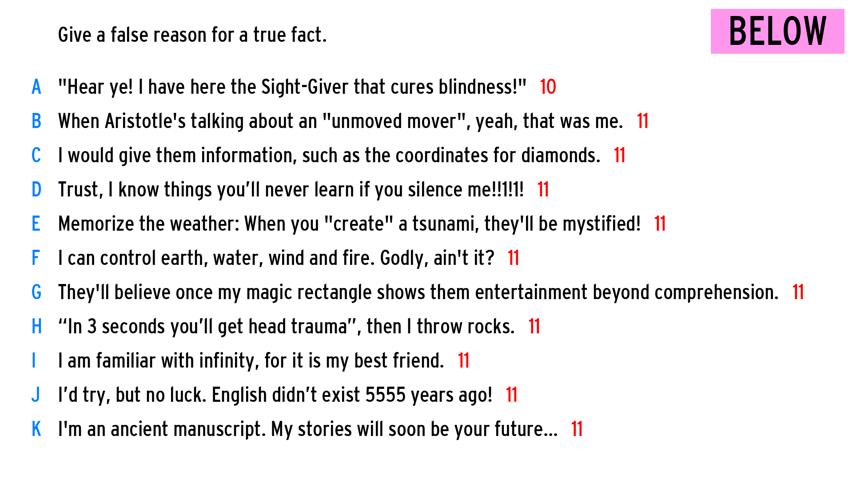 Give a false reason for a true fact.
BELOW
A "Hear ye! I have here the Sight-Giver that cures blindness!" 10
B When Aristotle's talking about an "unmoved mover", yeah, that was me. 11
C I would give them information, such as the coordinates for diamonds. 11
D Trust, I know things you’ll never learn if you silence me!!1!1! 11
E Memorize the weather: When you "create" a tsunami, they'll be mystified! 11
F I can control earth, water, wind and fire. Godly, ain't it? 11
G They'll believe once my magic rectangle shows them entertainment beyond comprehension. 11
H “In 3 seconds you’ll get head trauma”, then I throw rocks. 11
I I am familiar with infinity, for it is my best friend. 11
J I’d try, but no luck. English didn’t exist 5555 years ago! 11
K I'm an ancient manuscript. My stories will soon be your future... 11